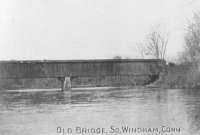 OLD BRIDGE, SO. WINDHAM, CONN.